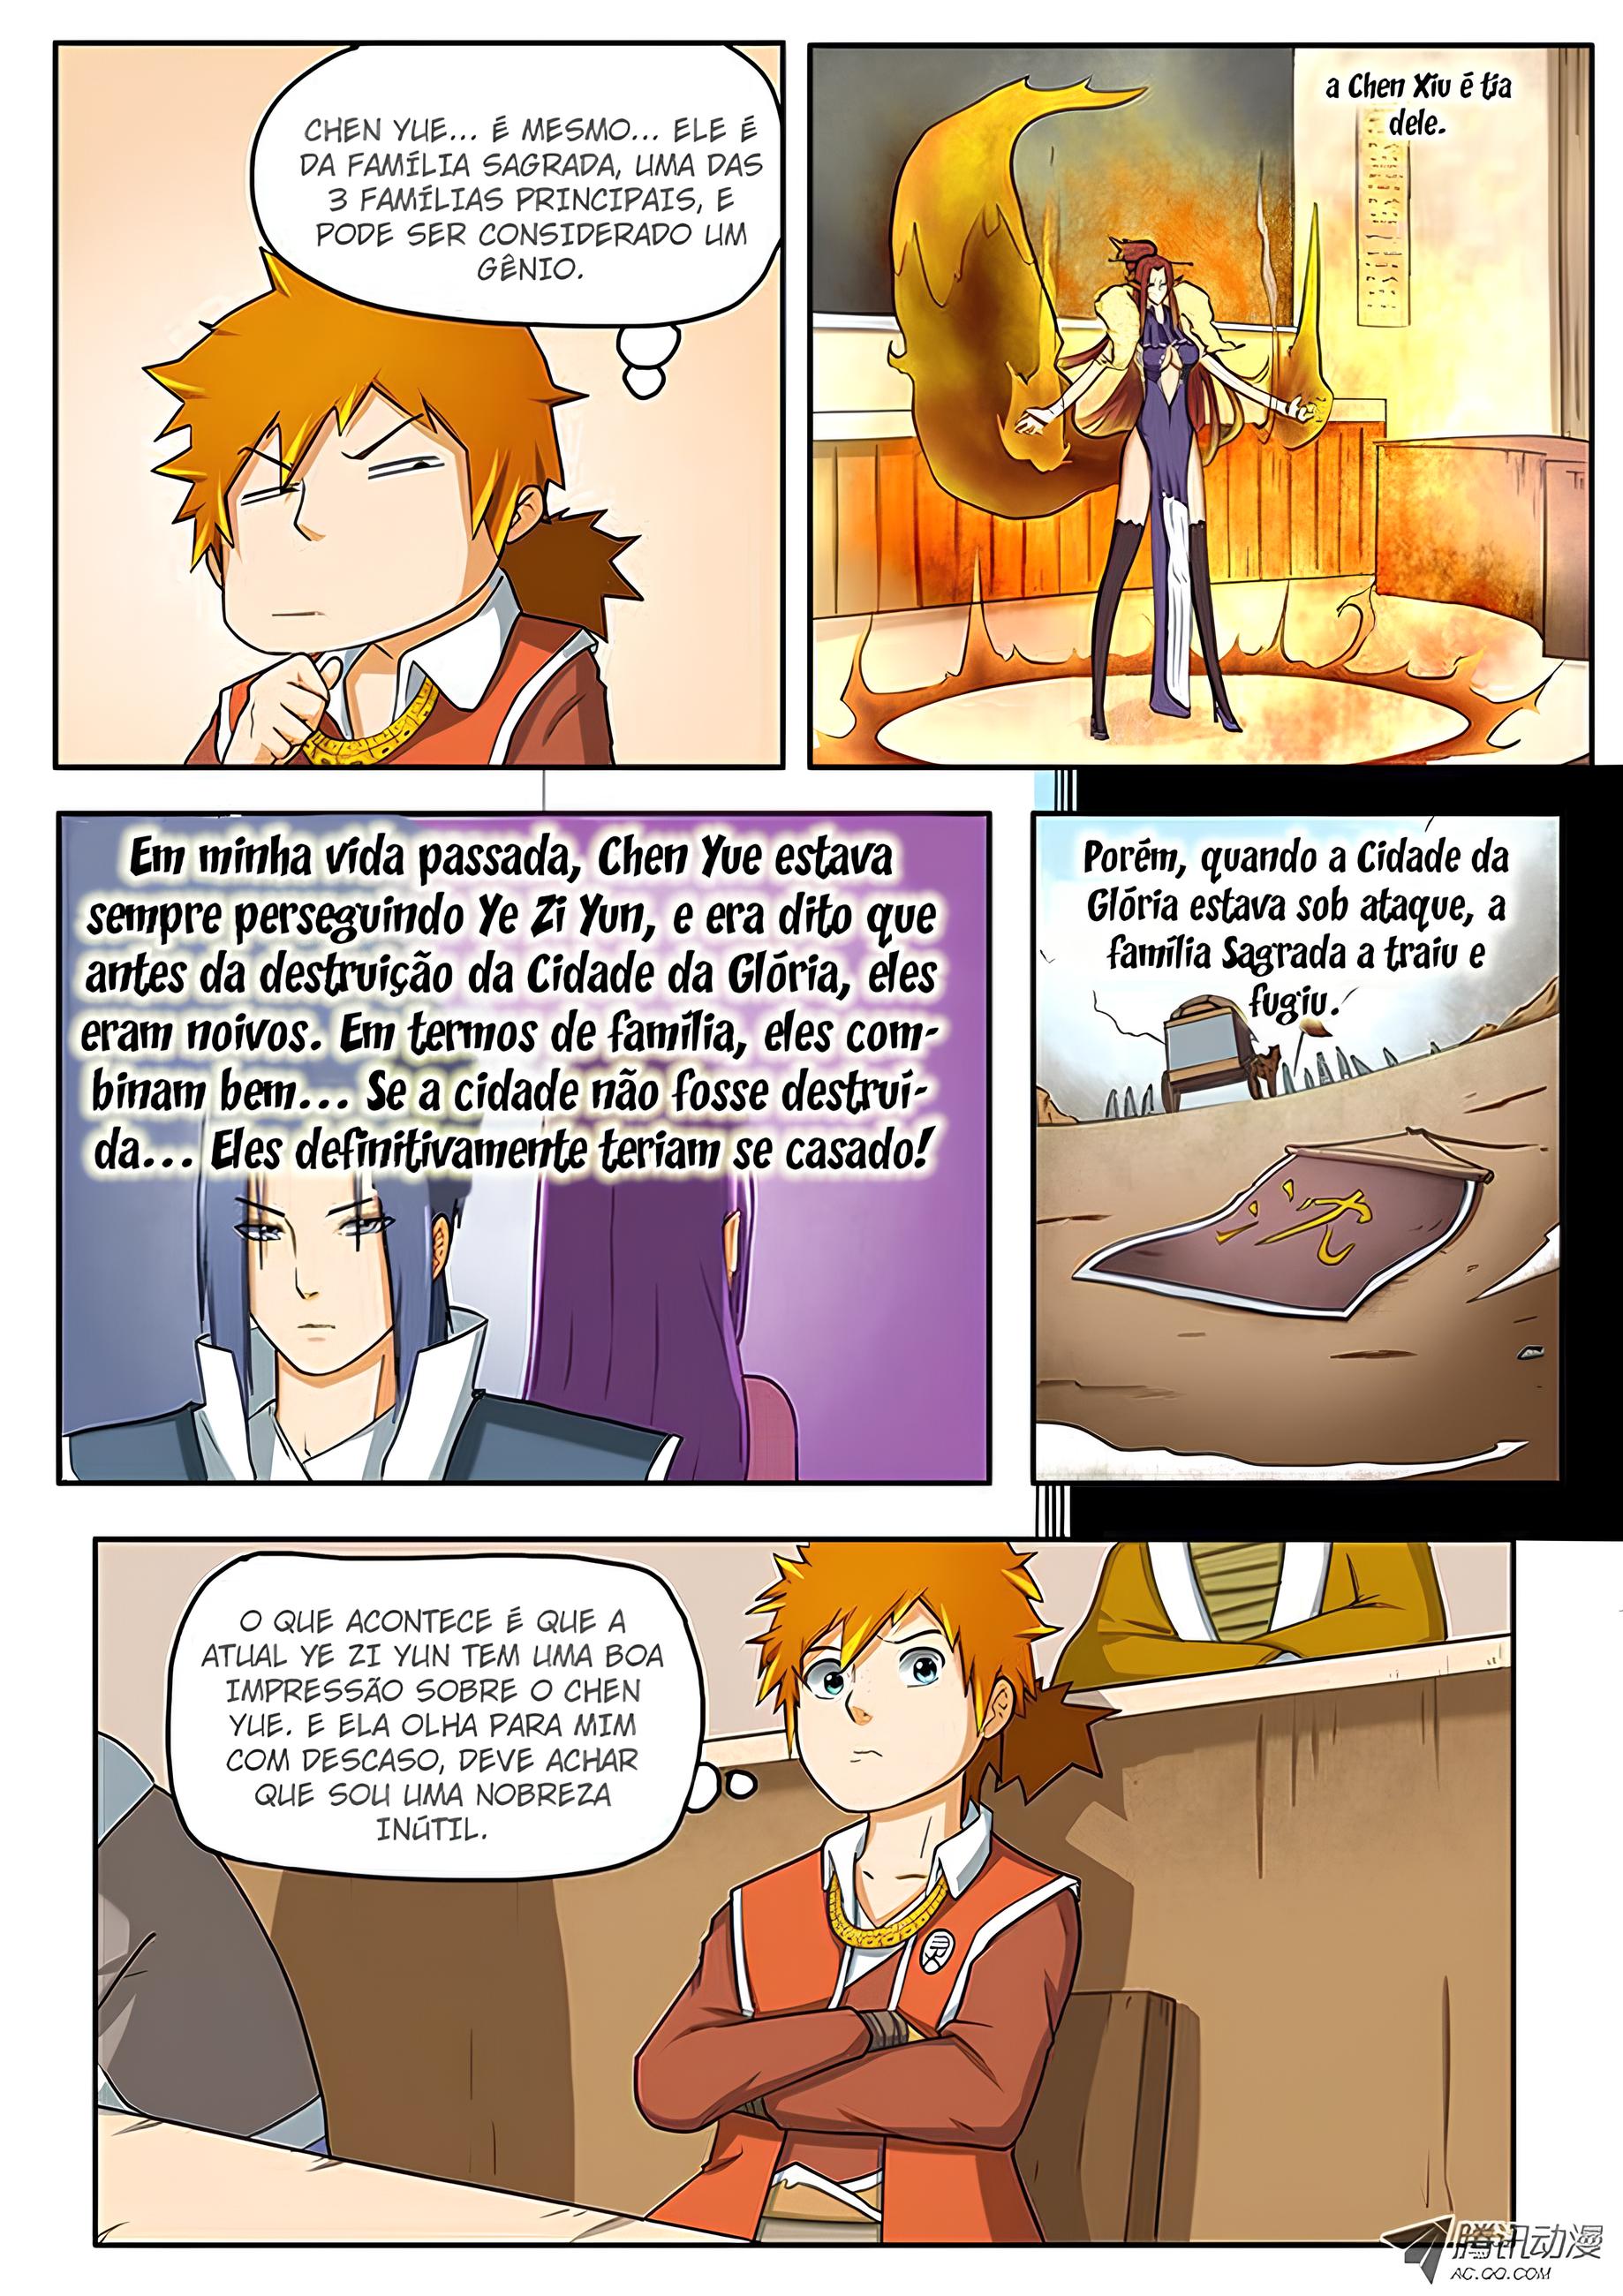 CHEN YUE... É MESMO... ELE É
DA FAMÍLIA SAGRADA, UMA DAS
3 FAMÍLIAS PRINCIPAIS, E
PODE SER CONSIDERADO UM
GÊNIO.
a Chen Xiu é tia
dele.
Em minha vida passada, Chen Yue estava
sempre perseguindo Ye Zi Yun, e era dito que
antes da destruição da Cidade da Glória, eles
eram noivos. Em termos de família, eles com-
binam bem... Se a cidade não fosse destruí-
da... Eles definitivamente teriam se casado!
Porém, quando a Cidade da
Glória estava sob ataque, a
família Sagrada a traiu e
fugiu.
O QUE ACONTECE É QUE A
ATUAL YE ZI YUN TEM UMA BOA
IMPRESSÃO SOBRE O CHEN
YUE. E ELA OLHA PARA MIM
COM DESCASO, DEVE ACHAR
QUE SOU UMA NOBREZA
INÚTIL.
腾讯动漫
AC.QQ.COM